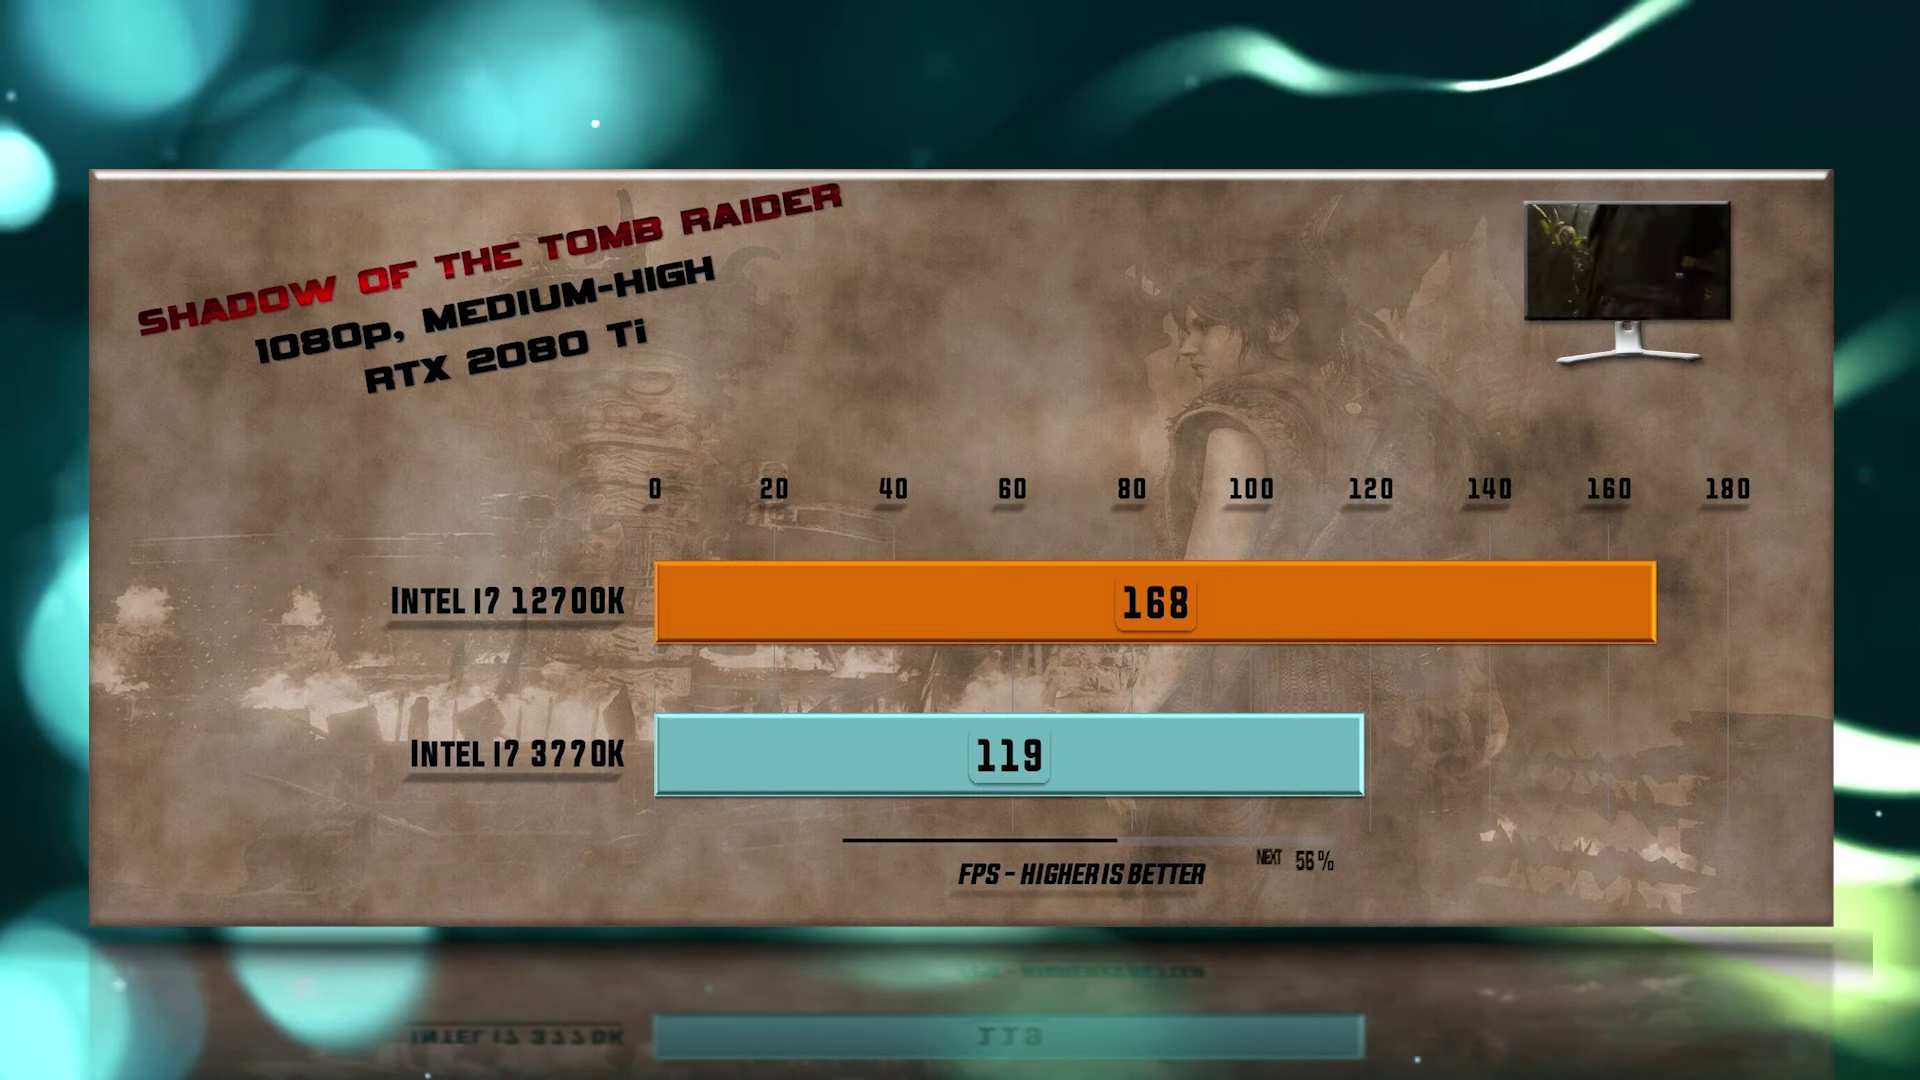 SHADOW OF THE TOMB RAIDER
1080p, MEDIUM-HIGH
RTX 2080 Ti
0 20 40 60 80 100 120 140 160 180
INTEL I7 12700K 168
INTEL I7 3770K 119
NEXT 56%
FPS - HIGHER IS BETTER